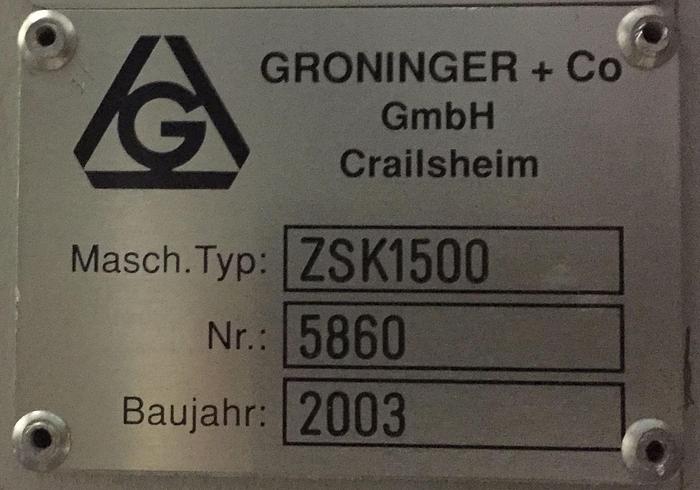 GRONINGER + Co
GmbH
Crailsheim
G
Masch.Typ: ZSK1500
Nr.: 5860
Baujahr: 2003